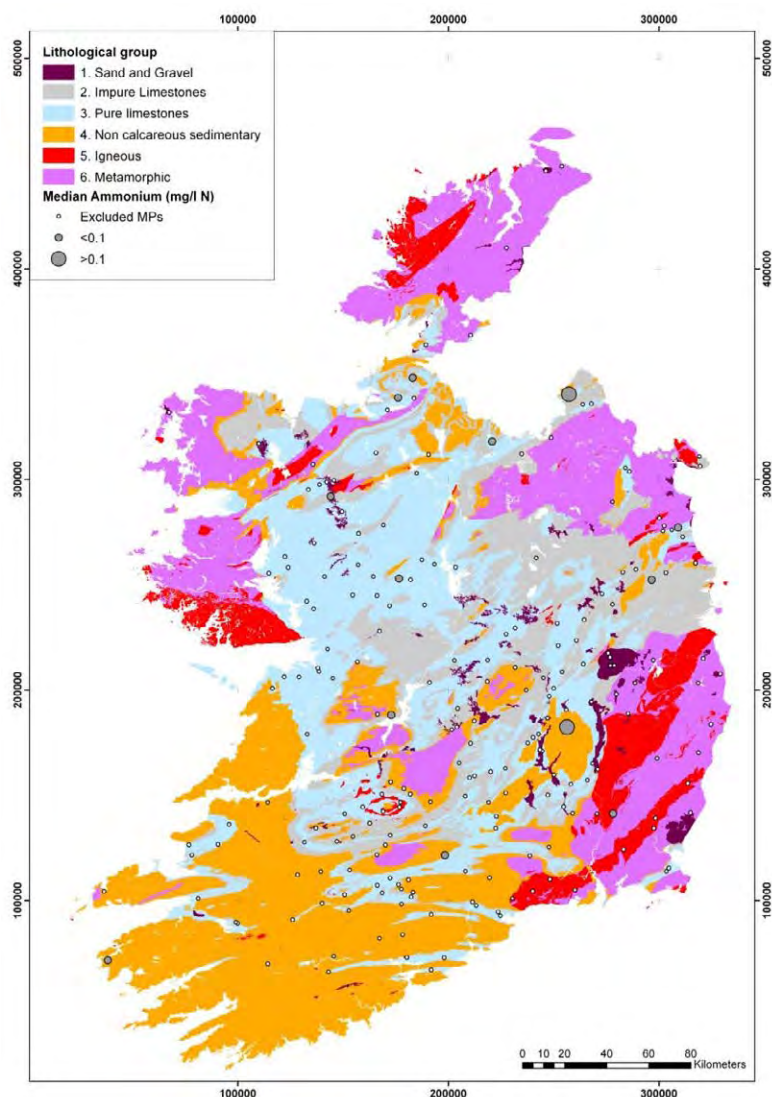 100000 200000 300000
500000 500000
Lithological group
1. Sand and Gravel
2. Impure Limestones
3. Pure limestones
4. Non calcareous sedimentary
5. Igneous
6. Metamorphic
Median Ammonium (mg/l N)
Excluded MPs
<0.1
>0.1
400000 400000
300000 300000
200000 200000
100000 100000
0 10 20 40 60 80
Kilometers
100000 200000 300000